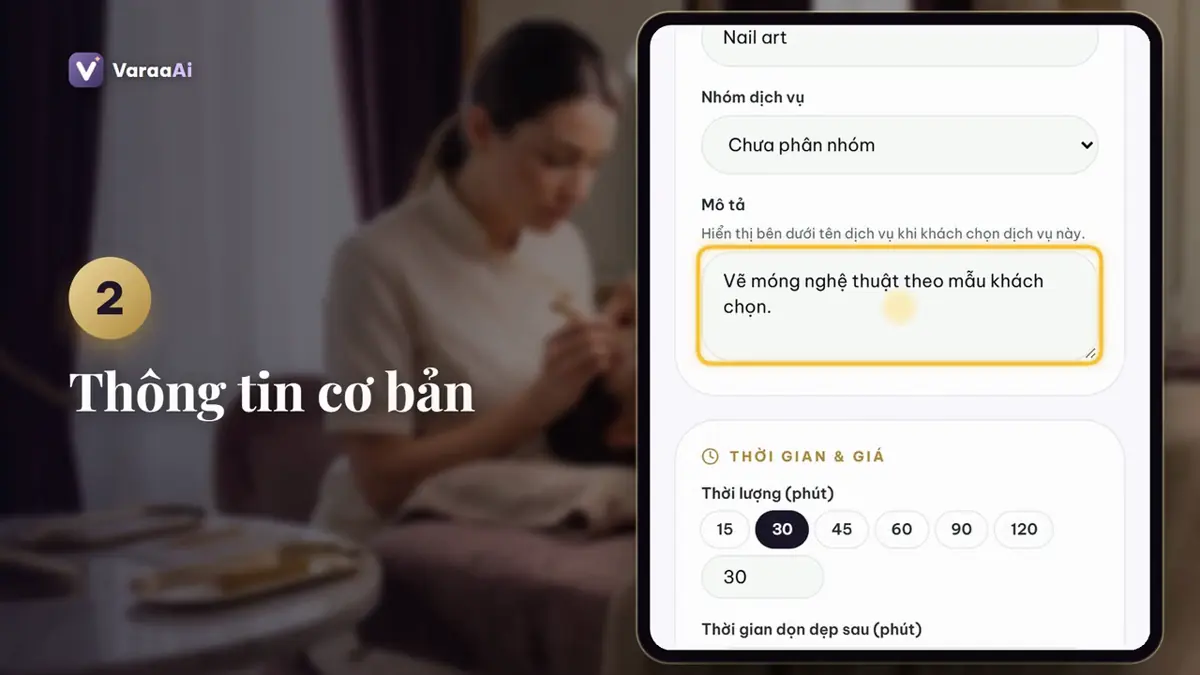 VaraaAi
2
Thông tin cơ bản
Nail art
Nhóm dịch vụ
Chưa phân nhóm
Mô tả
Hiển thị bên dưới tên dịch vụ khi khách chọn dịch vụ này.
Vẽ móng nghệ thuật theo mẫu khách
chọn.
THỜI GIAN & GIÁ
Thời lượng (phút)
15 30 45 60 90 120
30
Thời gian dọn dẹp sau (phút)